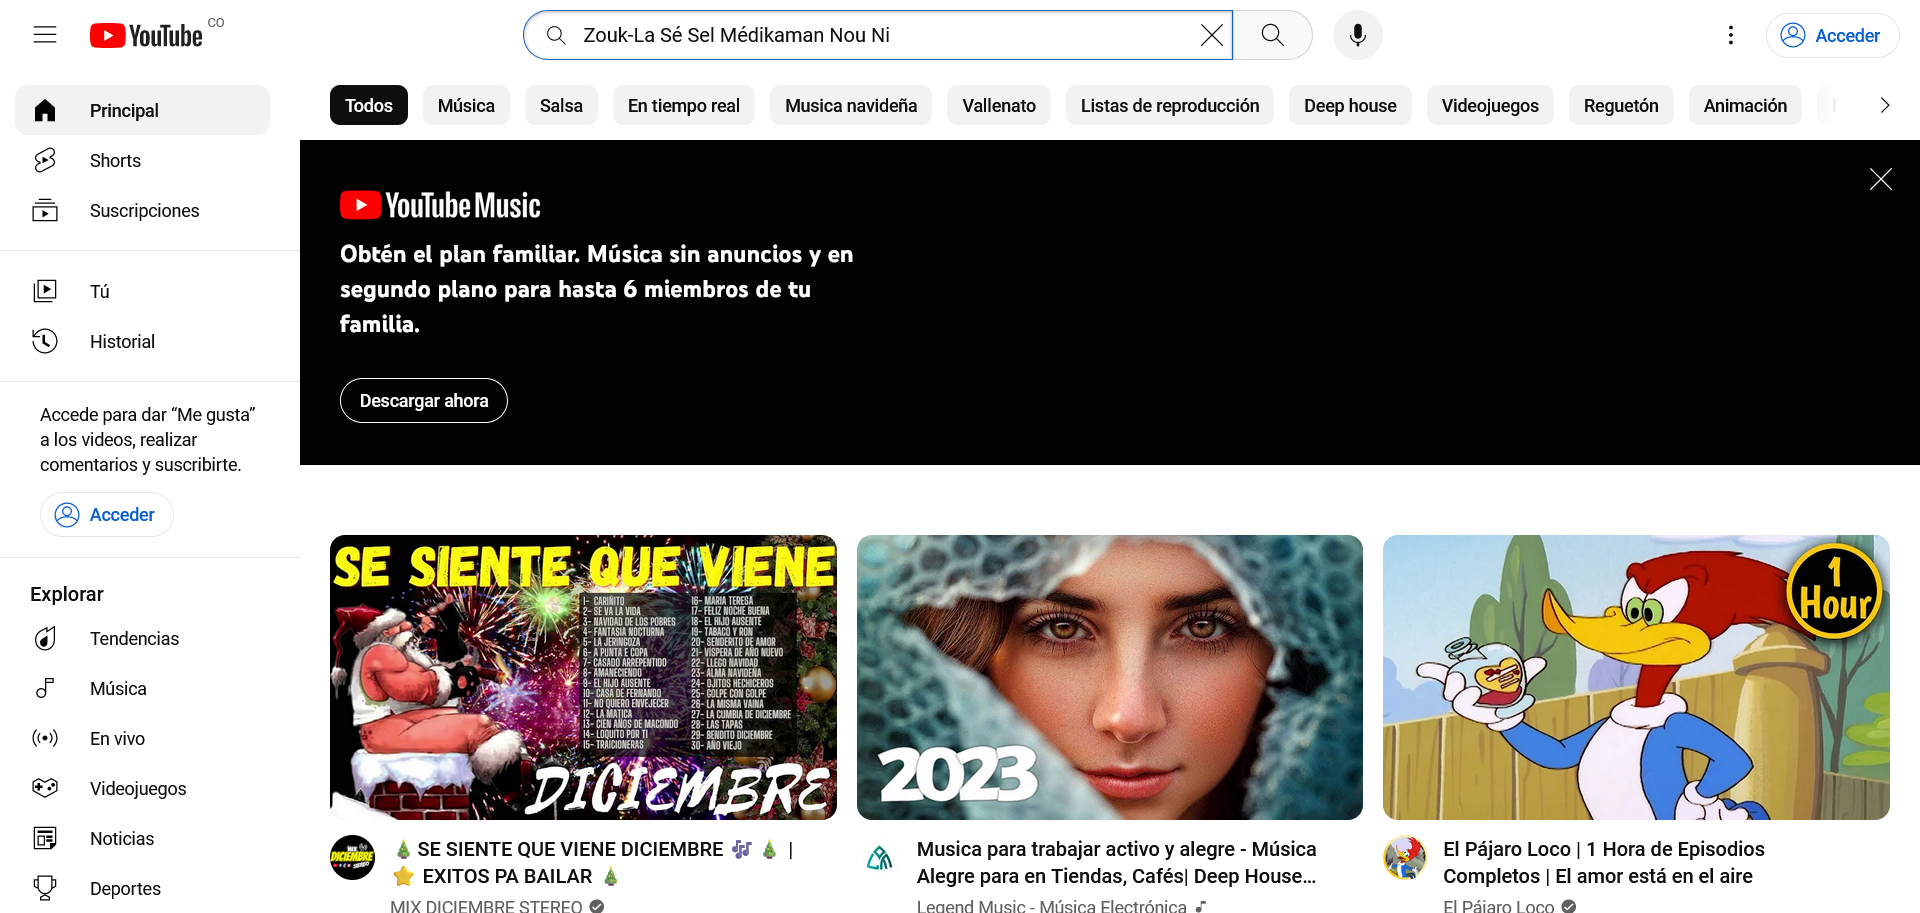 YouTube CO
Zouk-La Sé Sel Médikaman Nou Ni
Acceder
Principal
Shorts
Suscripciones
Tú
Historial
Accede para dar “Me gusta”
a los videos, realizar
comentarios y suscribirte.
Acceder
Explorar
Tendencias
Música
En vivo
Videojuegos
Noticias
Deportes
Todos
Música
Salsa
En tiempo real
Musica navideña
Vallenato
Listas de reproducción
Deep house
Videojuegos
Reguetón
Animación
YouTube Music
Obtén el plan familiar. Música sin anuncios y en
segundo plano para hasta 6 miembros de tu
familia.
Descargar ahora
SE SIENTE QUE VIENE
1- CARIÑITO
2- SE VA LA VIDA
3- NAVIDAD DE LOS POBRES
4- FANTASIA NOCTURNA
5- LA JERINGOZA
6- A PUNTA E COPA
7- CASADO ARREPENTIDO
8- AMANECIENDO
9- EL HIJO AUSENTE
10- CASA DE FERNANDO
11- NO QUIERO ENVEJECER
12- LA MATICA
13- CIEN AÑOS DE MACONDO
14- LOQUITO POR TI
15- TRAICIONERAS
16- MARIA TERESA
17- FELIZ NOCHE BUENA
18- EL HIJO AUSENTE
19- TABACO Y RON
20- SENDERITO DE AMOR
21- VISPERA DE AÑO NUEVO
22- LLEGO NAVIDAD
23- ALMA NAVIDEÑA
24- OJITOS HECHICEROS
25- GOLPE CON GOLPE
26- LA MISMA VAINA
27- LA CUMBIA DE DICIEMBRE
28- LAS TAPAS
29- BENDITO DICIEMBRE
30- AÑO VIEJO
DICIEMBRE
MIX
DICIEMBRE
STEREO
🎄 SE SIENTE QUE VIENE DICIEMBRE 🎶 🎄 |
⭐ EXITOS PA BAILAR 🎄
MIX DICIEMBRE STEREO
2023
Musica para trabajar activo y alegre - Música
Alegre para en Tiendas, Cafés| Deep House...
Legend Music - Música Electrónica
1
Hour
El Pájaro Loco | 1 Hora de Episodios
Completos | El amor está en el aire
El Pájaro Loco